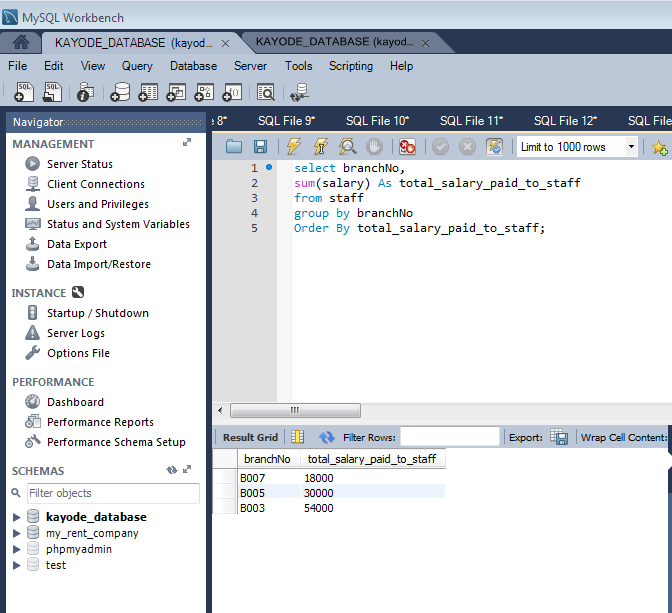 MySQL Workbench
KAYODE_DATABASE (kayod... ×
KAYODE_DATABASE (kayod... ×
File Edit View Query Database Server Tools Scripting Help
Navigator
8* SQL File 9* SQL File 10* SQL File 11* SQL File 12* SQL File
MANAGEMENT
Server Status
Client Connections
Users and Privileges
Status and System Variables
Data Export
Data Import/Restore
INSTANCE
Startup / Shutdown
Server Logs
Options File
PERFORMANCE
Dashboard
Performance Reports
Performance Schema Setup
SCHEMAS
Filter objects
kayode_database
my_rent_company
phpmyadmin
test
Limit to 1000 rows
1 select branchNo,
2 sum(salary) As total_salary_paid_to_staff
3 from staff
4 group by branchNo
5 Order By total_salary_paid_to_staff;
Result Grid Filter Rows: Export: Wrap Cell Content:
branchNo total_salary_paid_to_staff
B007 18000
B005 30000
B003 54000